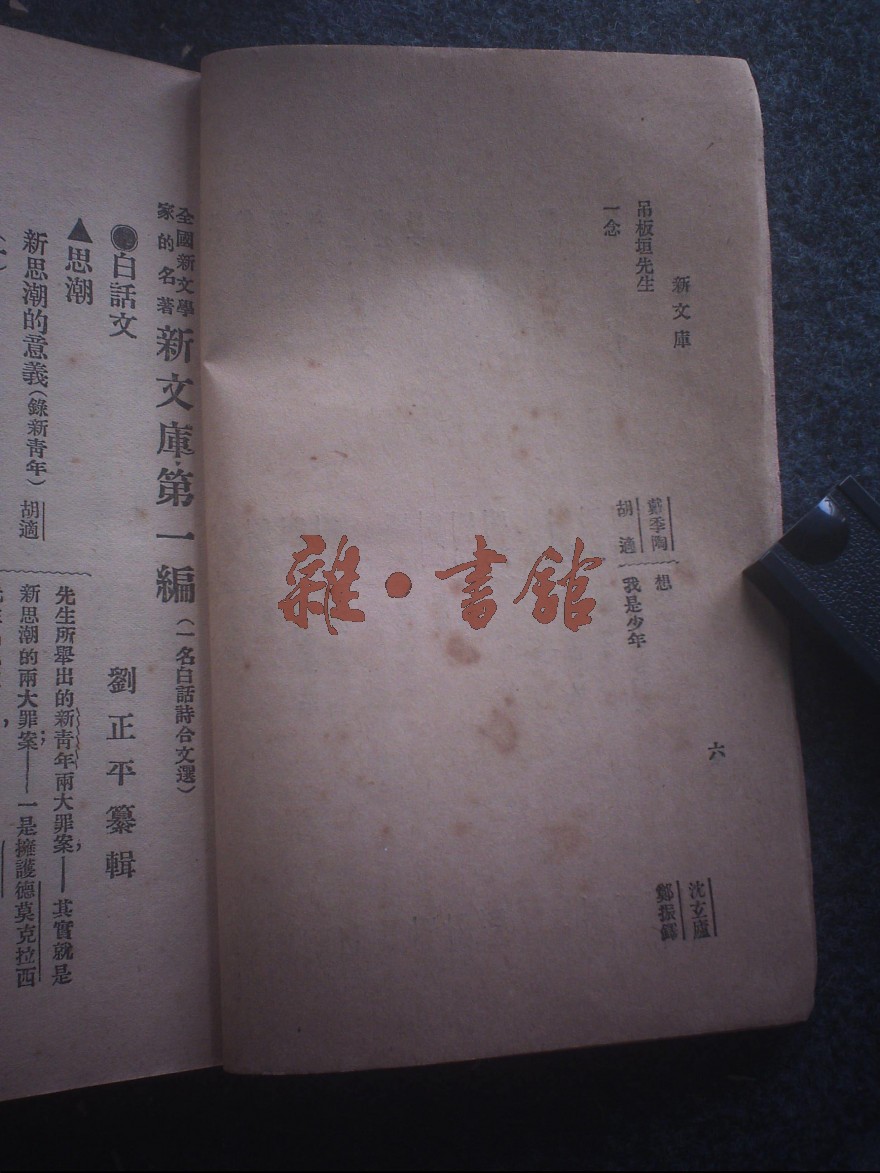 新文庫
六
吊板垣先生
戴季陶
一念
胡適
想
沈玄廬
我是少年
鄭振鐸
雜·書館
全國新文學家的名著
新文庫第一編
(一名白話詩合文選)
●白話文
劉正平纂輯
▲思潮
新思潮的意義(錄新青年)
胡適
(一)
先生所舉出的新青年兩大罪案——其實就是
新思潮的兩大罪案——一是擁護德莫克拉西